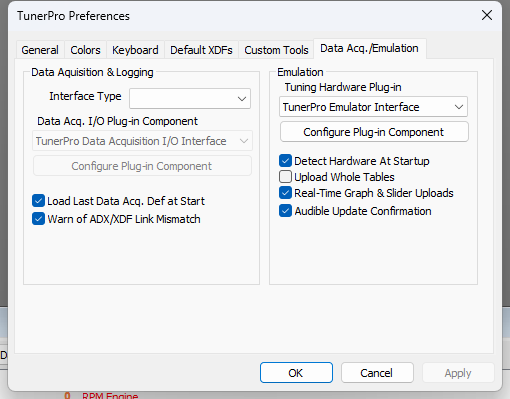 TunerPro Preferences
General
Colors
Keyboard
Default XDFs
Custom Tools
Data Acq./Emulation
Data Aquisition & Logging
Interface Type
Data Acq. I/O Plug-in Component
TunerPro Data Acquisition I/O Interface
Configure Plug-in Component
Load Last Data Acq. Def at Start
Warn of ADX/XDF Link Mismatch
Emulation
Tuning Hardware Plug-in
TunerPro Emulator Interface
Configure Plug-in Component
Detect Hardware At Startup
Upload Whole Tables
Real-Time Graph & Slider Uploads
Audible Update Confirmation
OK
Cancel
Apply
D
0 RPM Engine